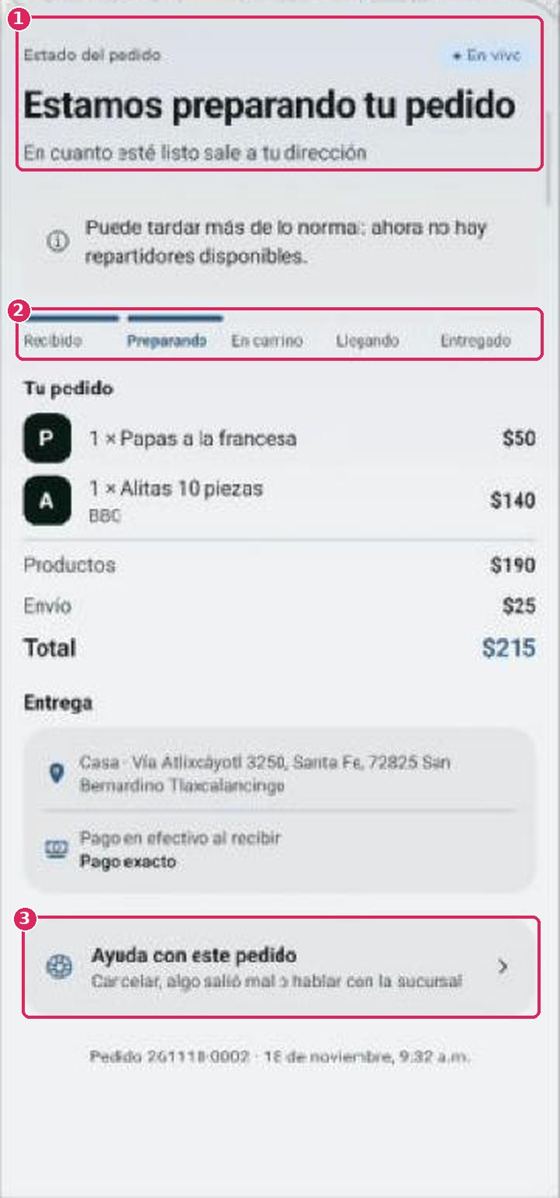 1
Estado del pedido
• En vivo
Estamos preparando tu pedido
En cuanto esté listo sale a tu dirección
Puede tardar más de lo normal; ahora no hay
repartidores disponibles.
2
Recibido Preparando En camino Llegando Entregado
Tu pedido
P 1 × Papas a la francesa $50
A 1 × Alitas 10 piezas $140
BBQ
Productos $190
Envío $25
Total $215
Entrega
Casa · Vía Atlixcáyotl 3250, Santa Fe, 72825 San
Bernardino Tlaxcalancingo
Pago en efectivo al recibir
Pago exacto
3
Ayuda con este pedido
Cancelar, algo salió mal o hablar con la sucursal
Pedido 261118-0002 · 18 de noviembre, 9:32 a.m.